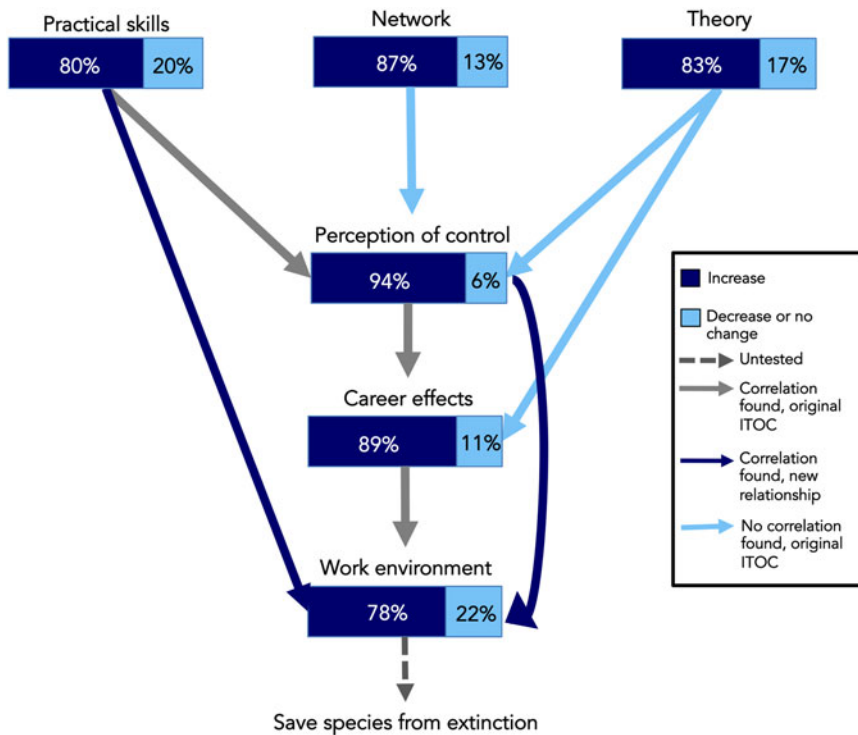 Practical skills
Network
Theory
80% 20%
87% 13%
83% 17%
Perception of control
94% 6%
Career effects
89% 11%
Work environment
78% 22%
Save species from extinction
Increase
Decrease or no
change
Untested
Correlation
found, original
ITOC
Correlation
found, new
relationship
No correlation
found, original
ITOC